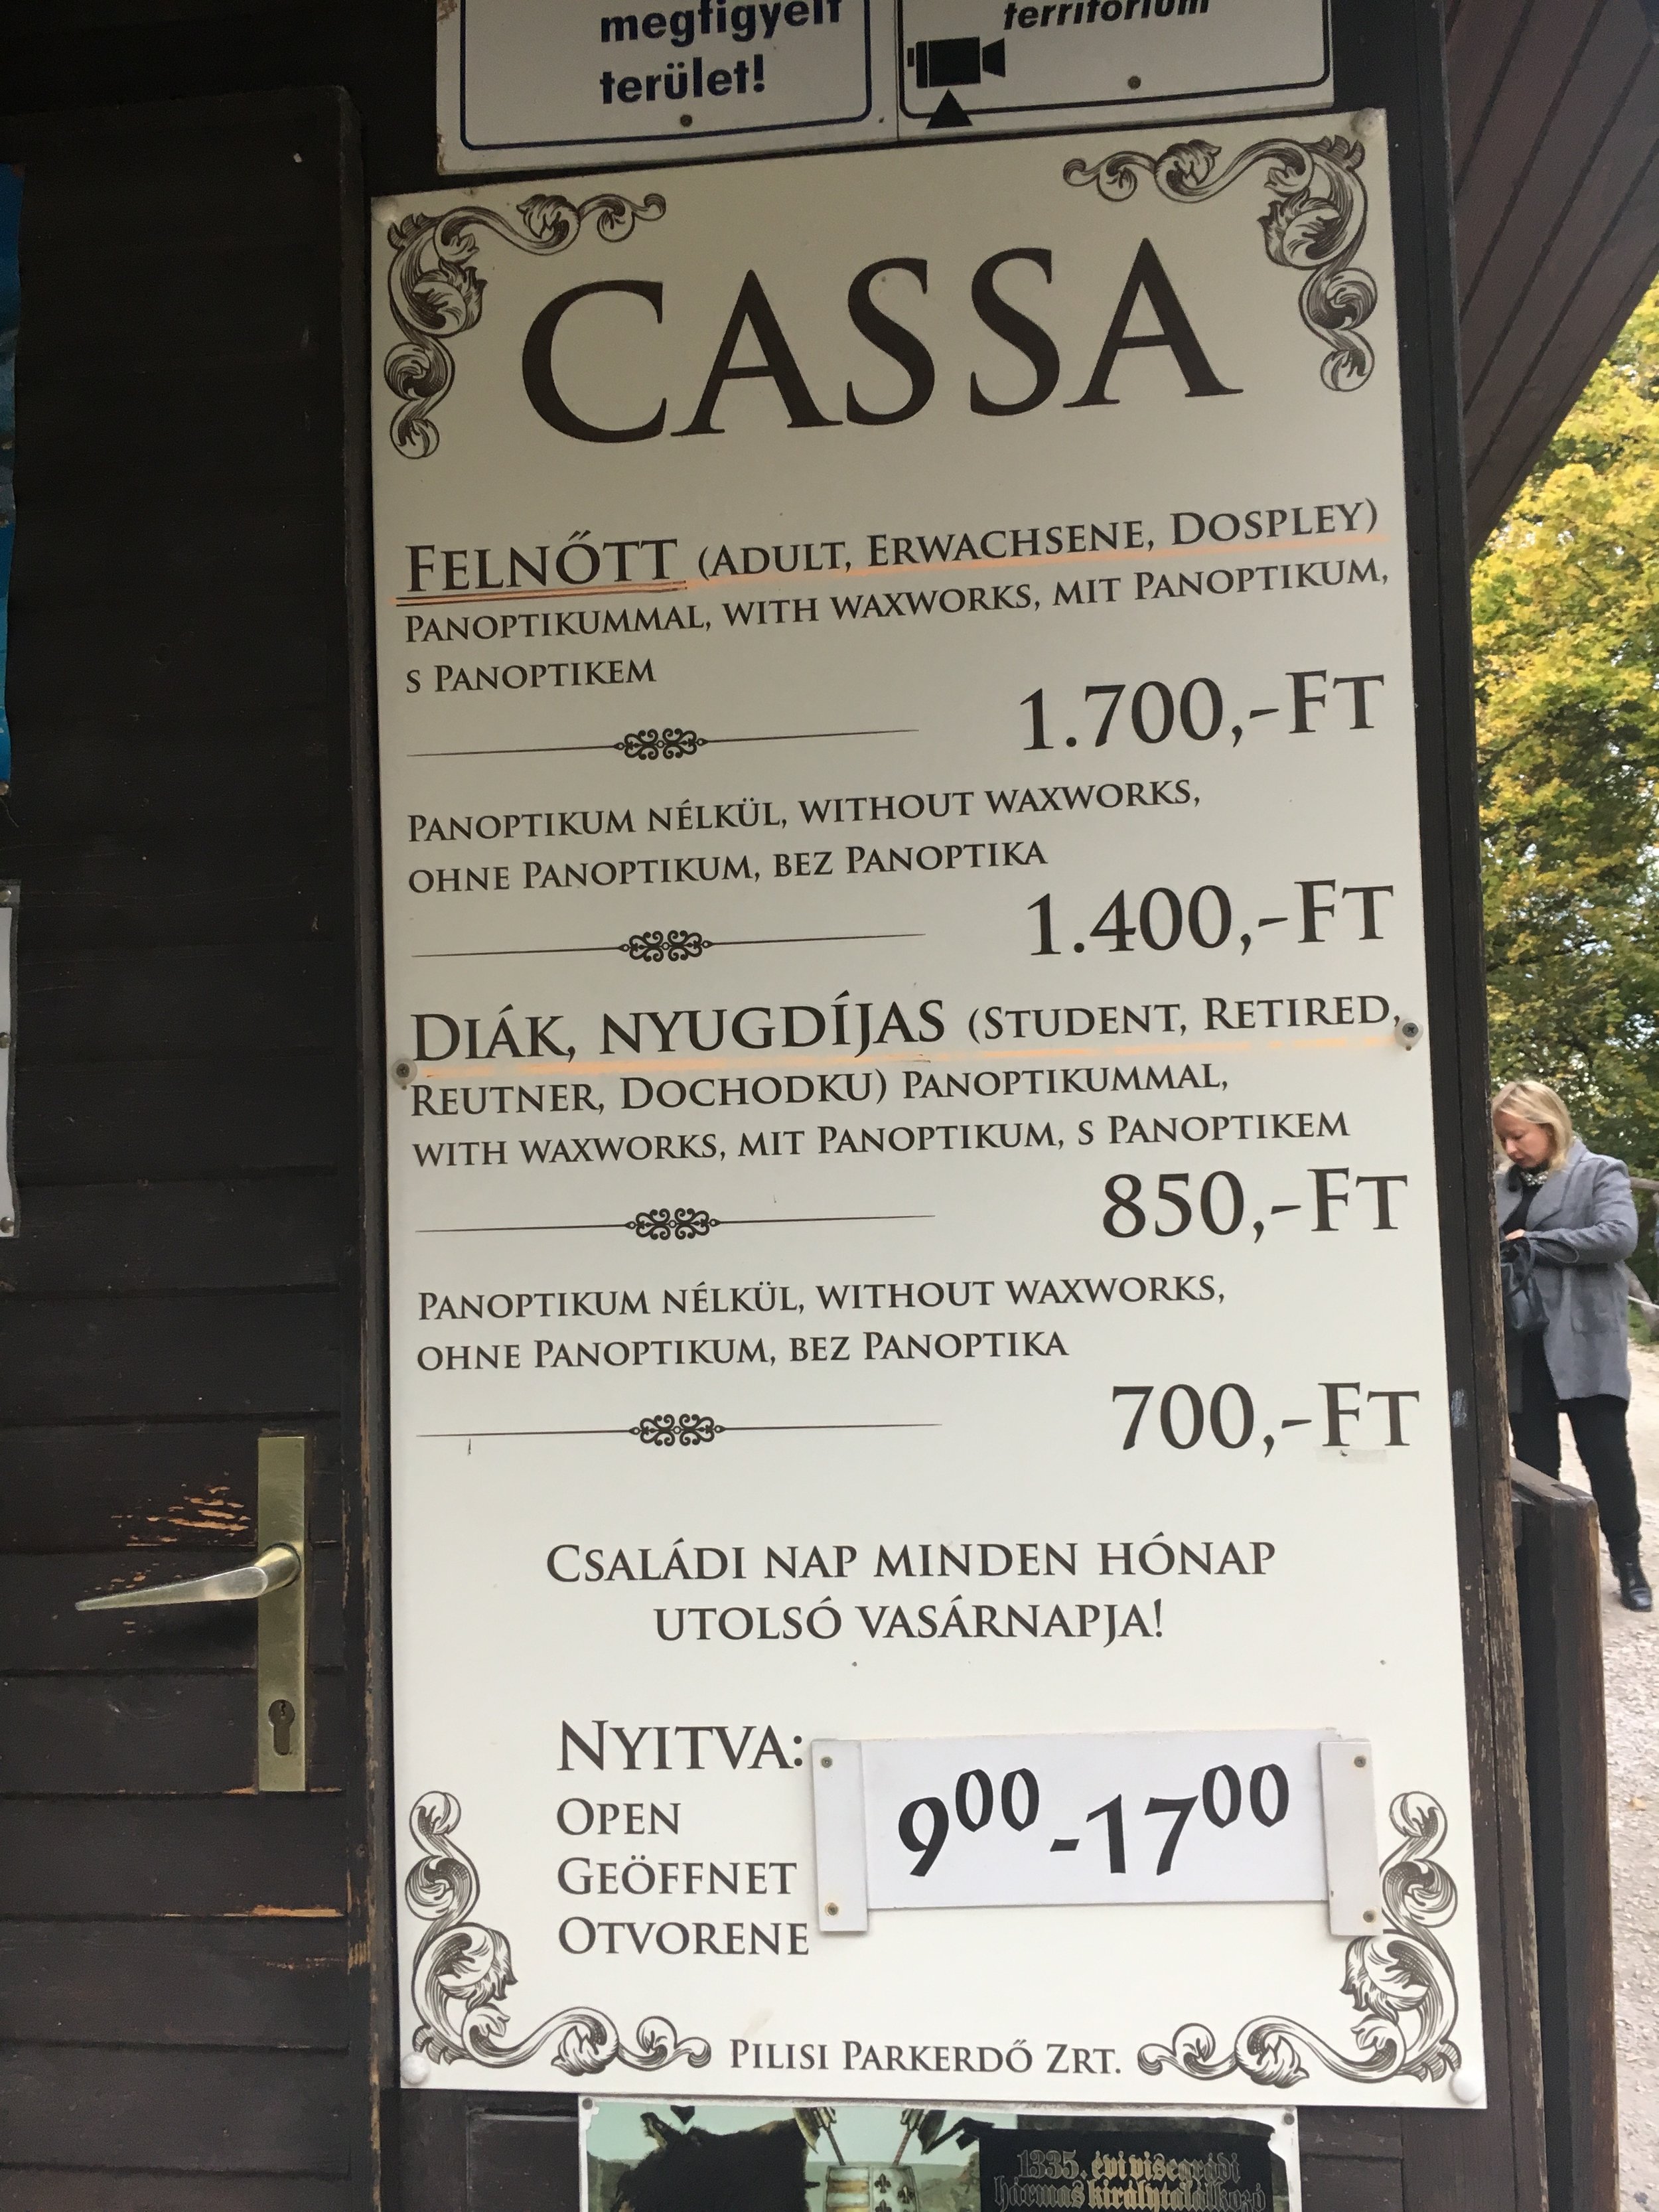 megfigyelt
terület!
territórium
CASSA
FELNŐTT (ADULT, ERWACHSENE, DOSPLEY)
PANOPTIKUMMAL, WITH WAXWORKS, MIT PANOPTIKUM,
S PANOPTIKEM
1.700,-FT
PANOPTIKUM NÉLKÜL, WITHOUT WAXWORKS,
OHNE PANOPTIKUM, BEZ PANOPTIKA
1.400,-FT
DIÁK, NYUGDÍJAS (STUDENT, RETIRED,
REUTNER, DOCHODKU) PANOPTIKUMMAL,
WITH WAXWORKS, MIT PANOPTIKUM, S PANOPTIKEM
850,-FT
PANOPTIKUM NÉLKÜL, WITHOUT WAXWORKS,
OHNE PANOPTIKUM, BEZ PANOPTIKA
700,-FT
CSALÁDI NAP MINDEN HÓNAP
UTOLSÓ VASÁRNAPJA!
NYITVA:
OPEN
GEÖFFNET
OTVORENE
9⁰⁰-17⁰⁰
PILISI PARKERDŐ ZRT.
1335. évi visegrádi
hármas királytalálkozó